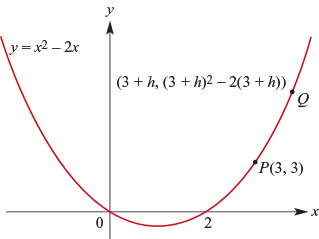 y
y = x² – 2x
(3 + h, (3 + h)² – 2(3 + h))
Q
P(3, 3)
0
2
x